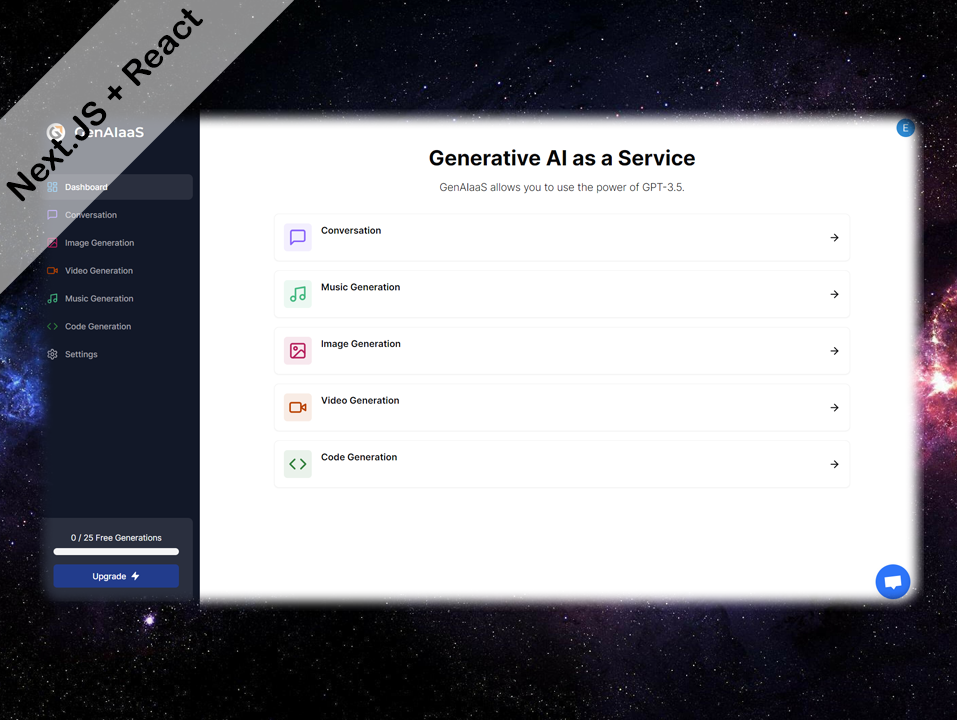 Next.JS + React
GenAIaaS
Dashboard
Conversation
Image Generation
Video Generation
Music Generation
Code Generation
Settings
0 / 25 Free Generations
Upgrade
E
Generative AI as a Service
GenAIaaS allows you to use the power of GPT-3.5.
Conversation
Music Generation
Image Generation
Video Generation
Code Generation